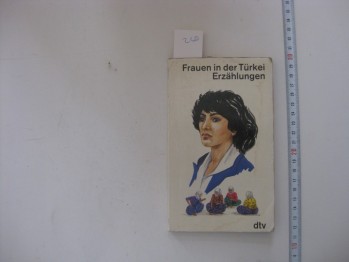 Frauen in der Türkei
Erzählungen
dtv